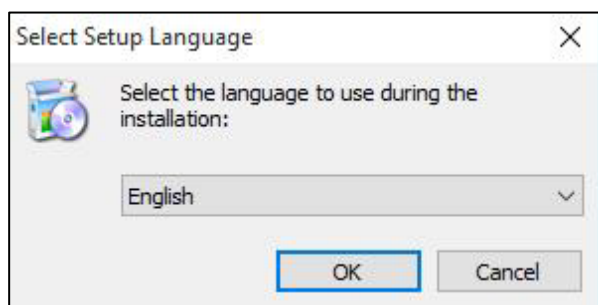 Select Setup Language
Select the language to use during the
installation:
English
OK
Cancel